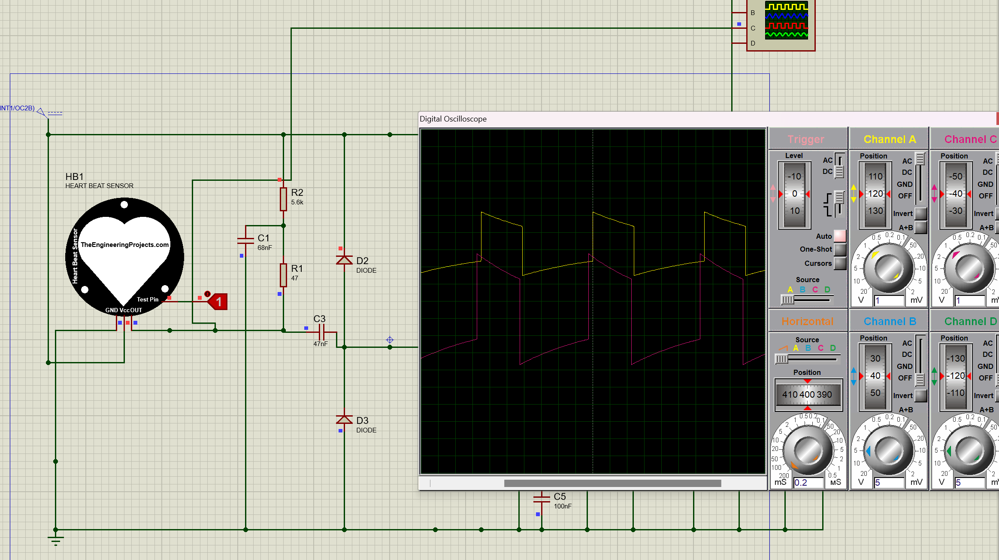 B
C
D
INT1/OC2B)
Digital Oscilloscope
HB1
HEART BEAT SENSOR
Heart Beat Sensor
TheEngineeringProjects.com
Test Pin
GND Vcc OUT
1
R2
5.6k
C1
68nF
R1
47
D2
DIODE
C3
47nF
D3
DIODE
C5
100nF
Trigger
Level
AC
DC
-10
0
10
Auto
One-Shot
Cursors
Source
A B C D
Channel A
Position
AC
DC
GND
OFF
110
120
130
Invert
A+B
0.5 0.2 0.1
1
2
5
10
20
50
20
10
5
2
V
1
mV
Channel C
Position
AC
DC
GND
OFF
-50
-40
-30
Invert
A+B
0.5 0.2 0.1
1
2
5
10
20
50
V
1
Horizontal
Source
A B C D
Position
410 400 390
1 0.5 0.2 0.1
2
5
10
20
50
100
200
50
20
10
5
2
1
0.5
mS
0.2
мS
Channel B
Position
AC
DC
GND
OFF
30
40
50
Invert
A+B
0.5 0.2 0.1
1
2
5
10
20
50
20
10
5
2
V
5
mV
Channel D
Position
AC
DC
GND
OFF
-130
-120
-110
Invert
A+B
0.5 0.2 0.1
1
2
5
10
20
50
2
V
5